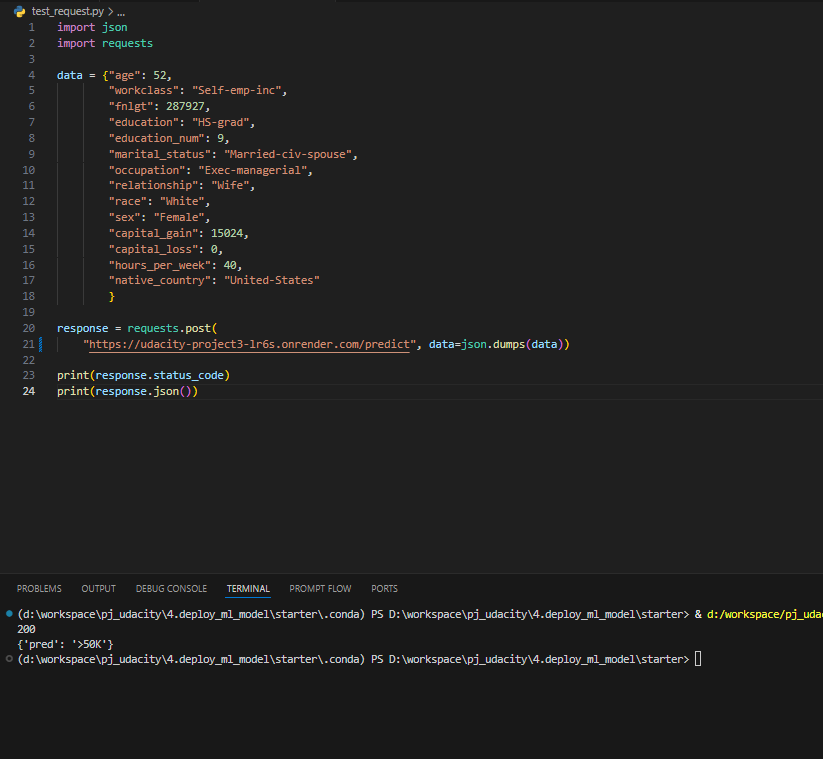 test_request.py > ...
1 import json
2 import requests
3
4 data = {"age": 52,
5 "workclass": "Self-emp-inc",
6 "fnlgt": 287927,
7 "education": "HS-grad",
8 "education_num": 9,
9 "marital_status": "Married-civ-spouse",
10 "occupation": "Exec-managerial",
11 "relationship": "Wife",
12 "race": "White",
13 "sex": "Female",
14 "capital_gain": 15024,
15 "capital_loss": 0,
16 "hours_per_week": 40,
17 "native_country": "United-States"
18 }
19
20 response = requests.post(
21 "https://udacity-project3-lr6s.onrender.com/predict", data=json.dumps(data))
22
23 print(response.status_code)
24 print(response.json())
PROBLEMS OUTPUT DEBUG CONSOLE TERMINAL PROMPT FLOW PORTS
(d:\workspace\pj_udacity\4.deploy_ml_model\starter\.conda) PS D:\workspace\pj_udacity\4.deploy_ml_model\starter> & d:/workspace/pj_udac
200
{'pred': '>50K'}
(d:\workspace\pj_udacity\4.deploy_ml_model\starter\.conda) PS D:\workspace\pj_udacity\4.deploy_ml_model\starter>